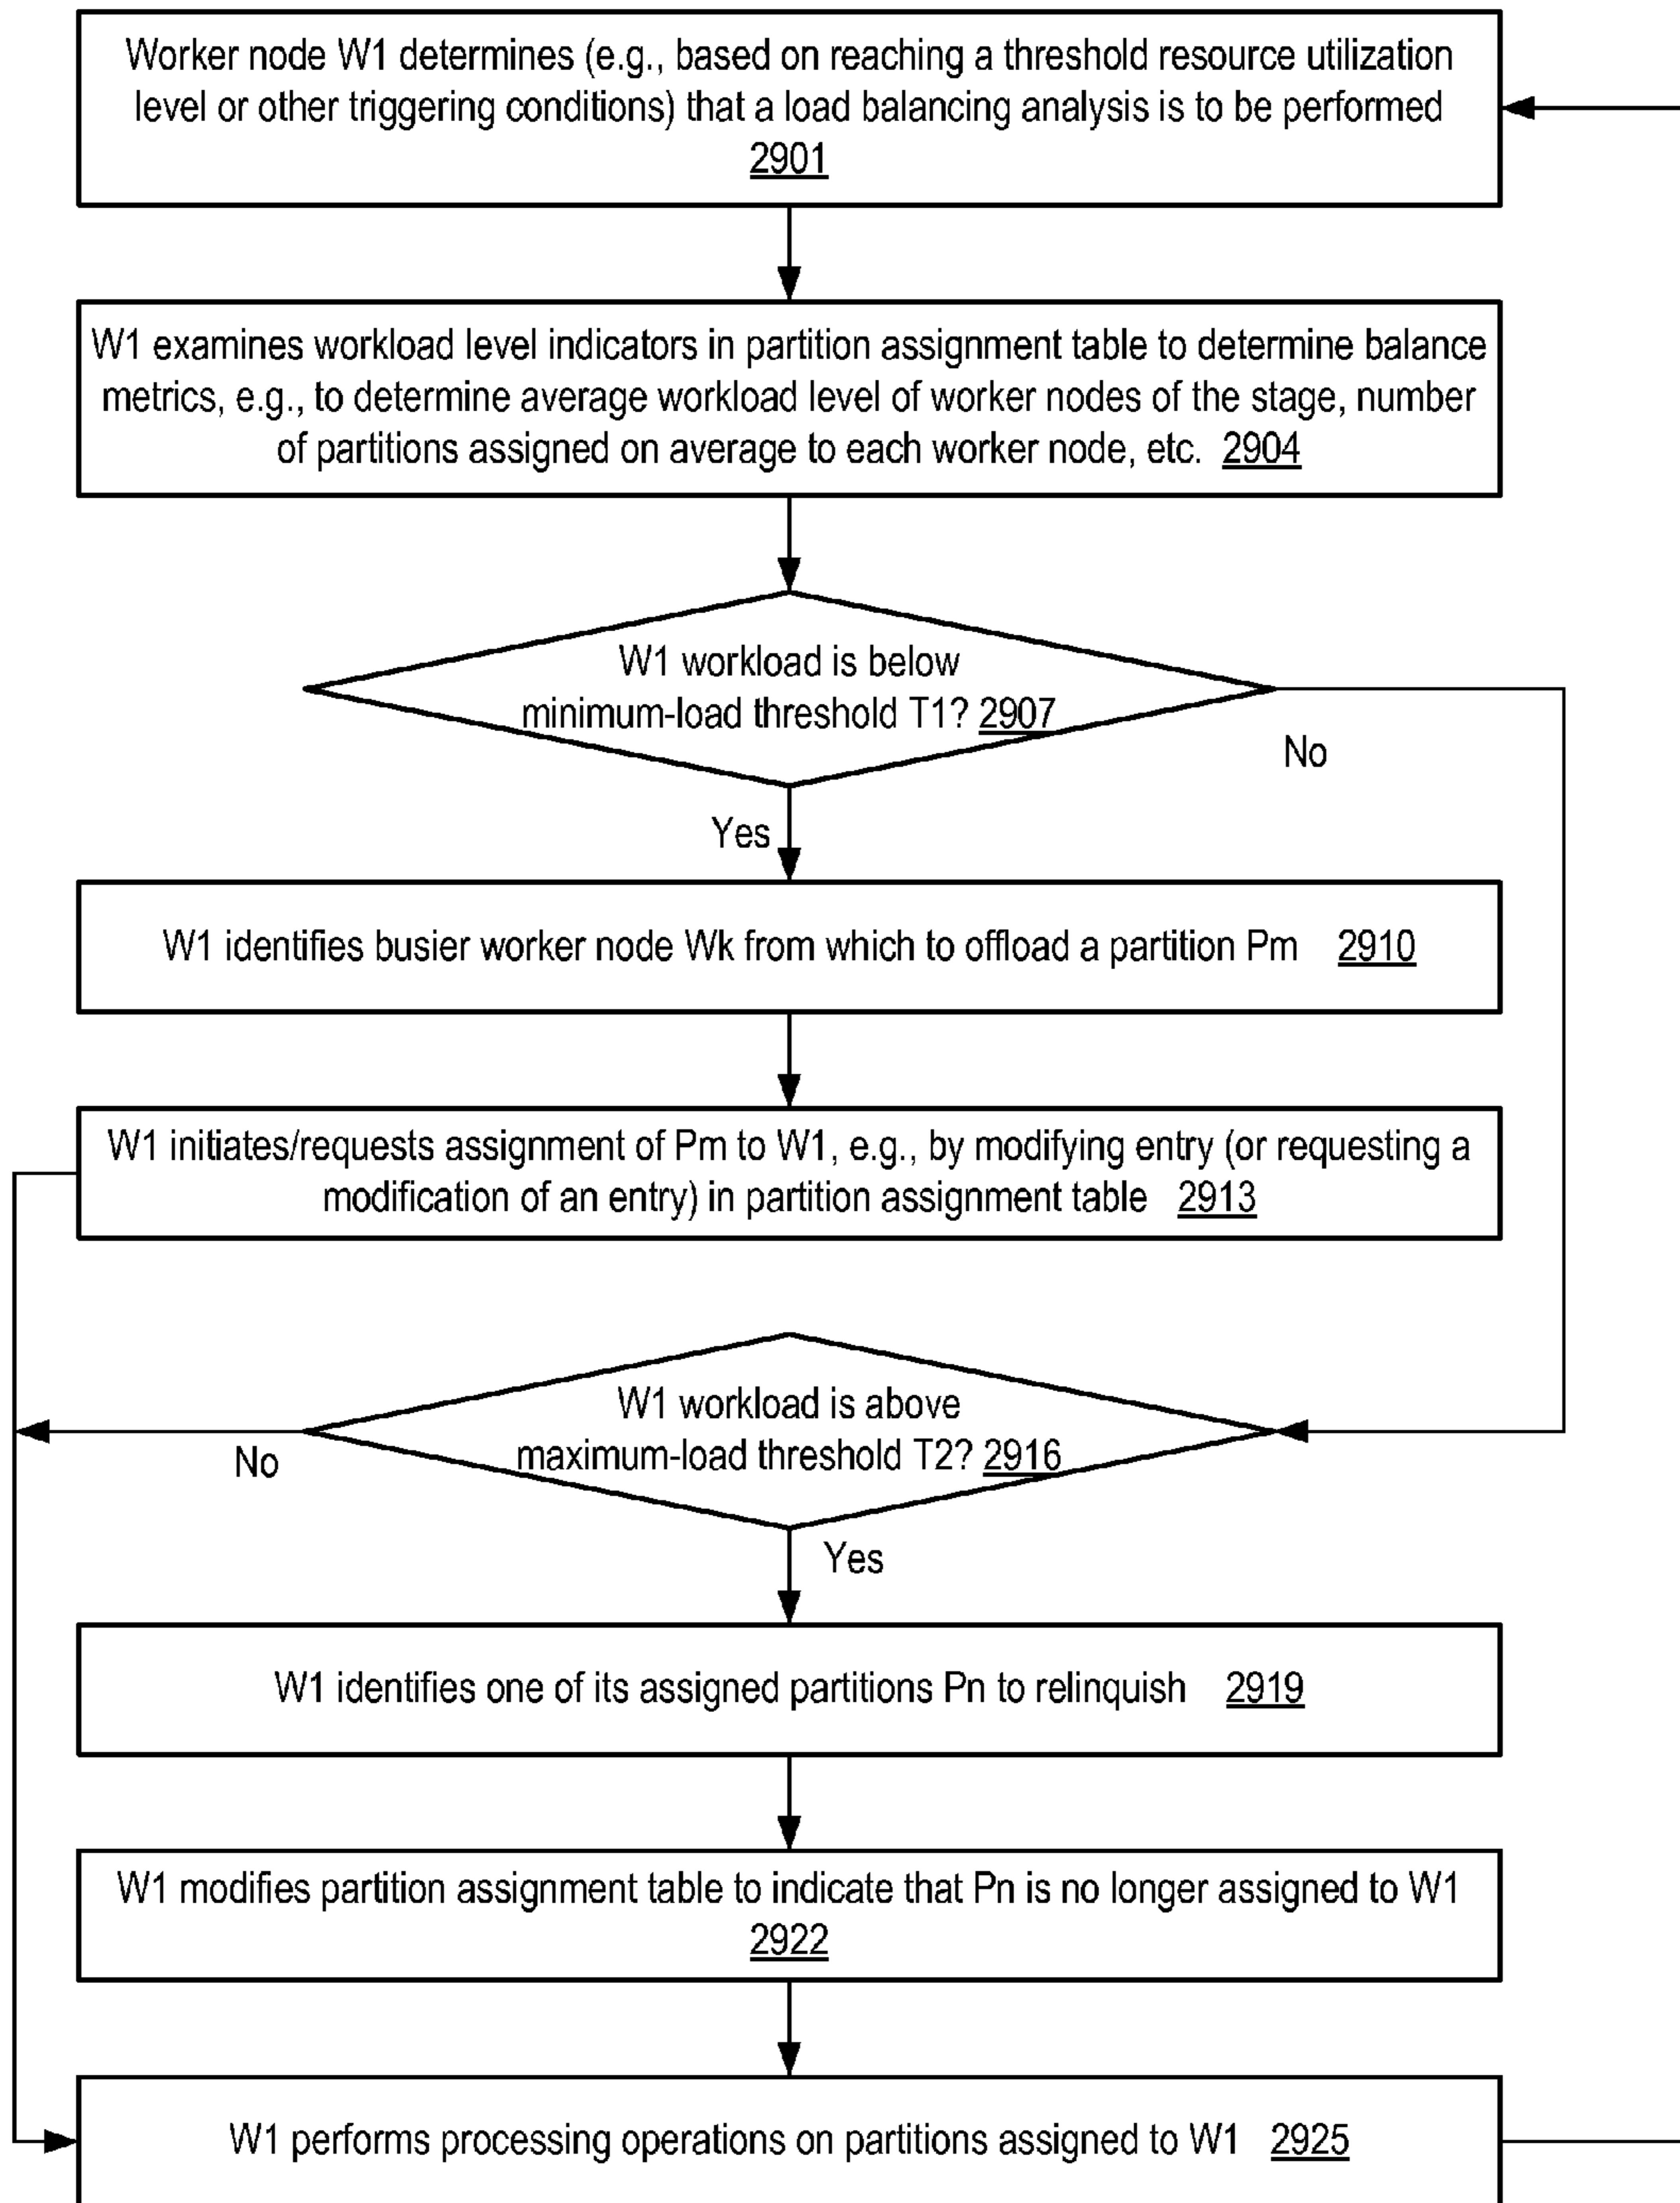 Worker node W1 determines (e.g., based on reaching a threshold resource utilization
level or other triggering conditions) that a load balancing analysis is to be performed
2901
W1 examines workload level indicators in partition assignment table to determine balance
metrics, e.g., to determine average workload level of worker nodes of the stage, number
of partitions assigned on average to each worker node, etc. 2904
W1 workload is below
minimum-load threshold T1? 2907
No
Yes
W1 identifies busier worker node Wk from which to offload a partition Pm 2910
W1 initiates/requests assignment of Pm to W1, e.g., by modifying entry (or requesting a
modification of an entry) in partition assignment table 2913
W1 workload is above
maximum-load threshold T2? 2916
No
Yes
W1 identifies one of its assigned partitions Pn to relinquish 2919
W1 modifies partition assignment table to indicate that Pn is no longer assigned to W1
2922
W1 performs processing operations on partitions assigned to W1 2925